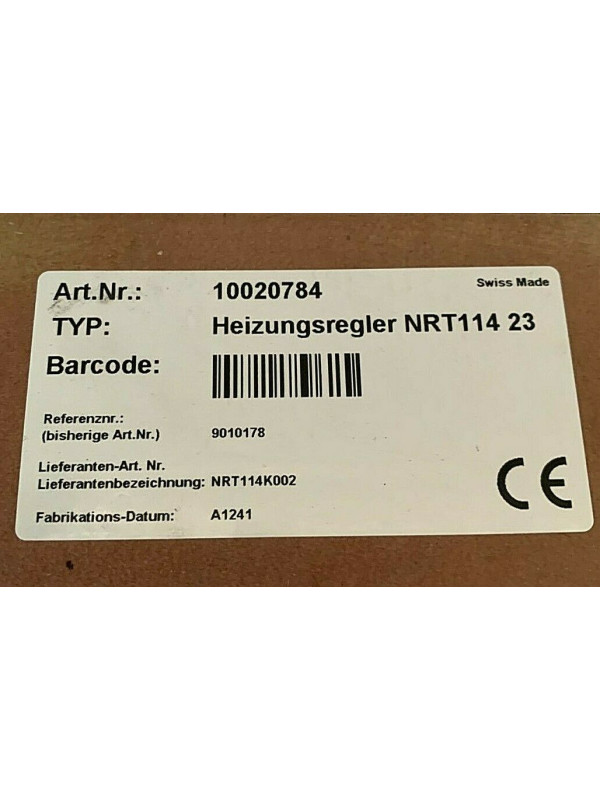 Art.Nr.: 10020784 Swiss Made
TYP: Heizungsregler NRT114 23
Barcode:
Referenznr.:
(bisherige Art.Nr.) 9010178
Lieferanten-Art. Nr.
Lieferantenbezeichnung: NRT114K002
Fabrikations-Datum: A1241
CE